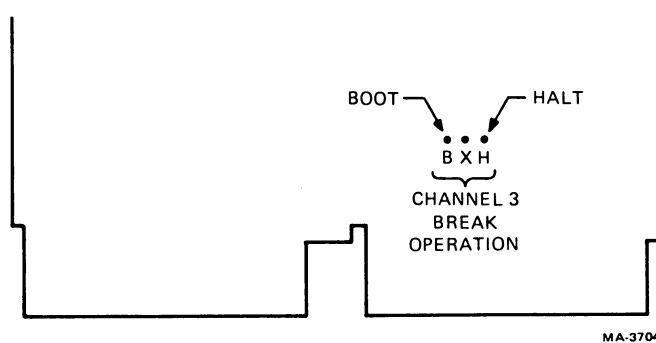 BOOT
HALT
B X H
CHANNEL 3
BREAK
OPERATION
MA-3704